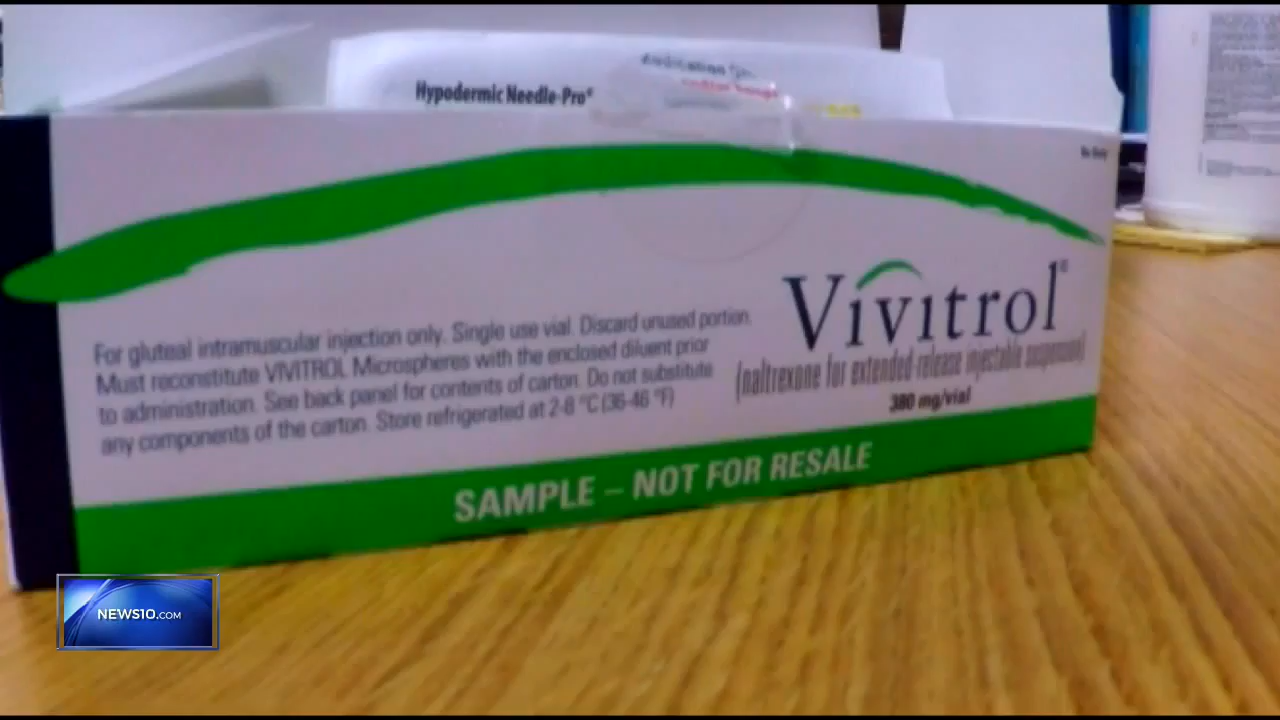 Hypodermic Needle-Pro®
Vivitrol®
(naltrexone for extended-release injectable suspension)
380 mg/vial
For gluteal intramuscular injection only. Single use vial. Discard unused portion.
Must reconstitute VIVITROL Microspheres with the enclosed diluent prior
to administration. See back panel for contents of carton. Do not substitute
any components of the carton. Store refrigerated at 2-8 °C (36-46 °F)
SAMPLE – NOT FOR RESALE
NEWS10.COM